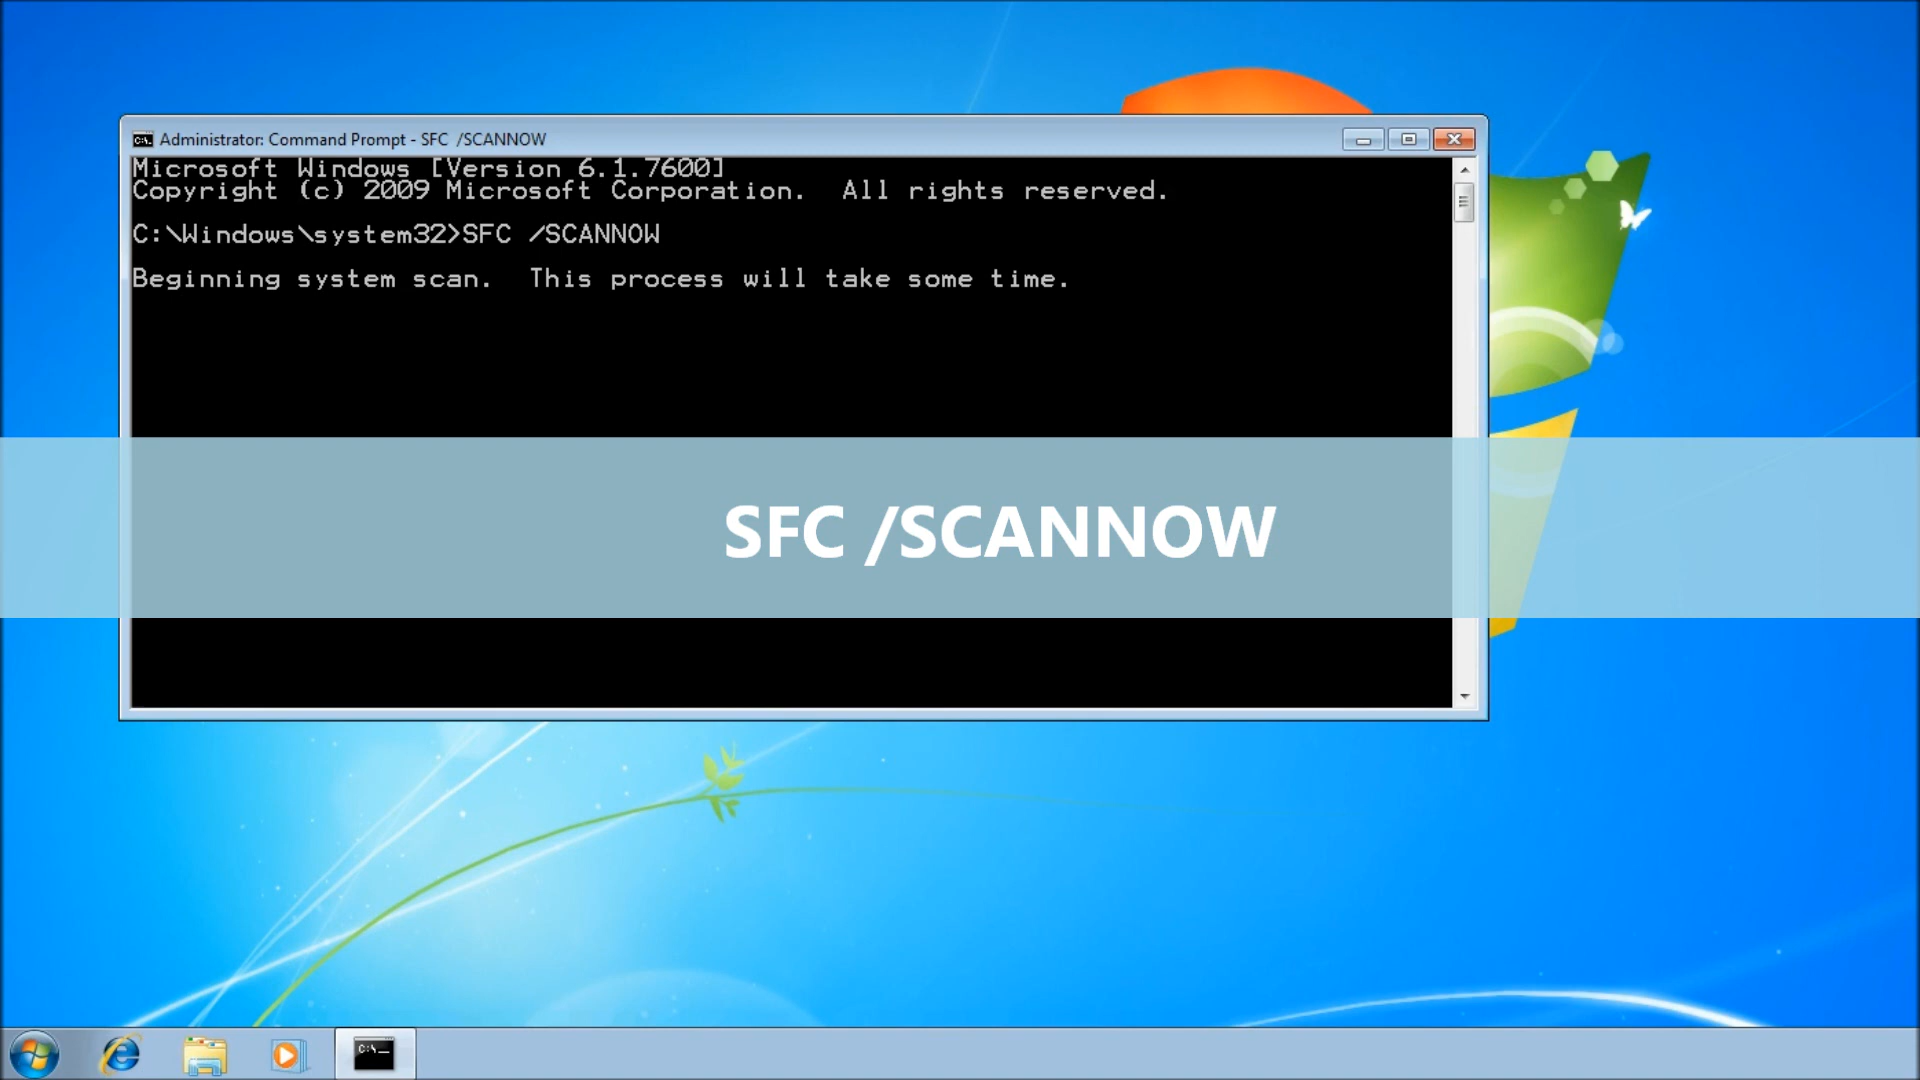 Administrator: Command Prompt - SFC /SCANNOW
Microsoft Windows [Version 6.1.7600]
Copyright (c) 2009 Microsoft Corporation. All rights reserved.
C:\Windows\system32>SFC /SCANNOW
Beginning system scan. This process will take some time.
SFC /SCANNOW